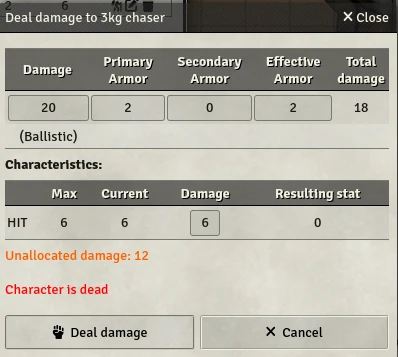 2 6
Deal damage to 3kg chaser
Close
Damage Primary Armor Secondary Armor Effective Armor Total damage
20 2 0 2 18
(Ballistic)
Characteristics:
Max Current Damage Resulting stat
HIT 6 6 6 0
Unallocated damage: 12
Character is dead
Deal damage Cancel